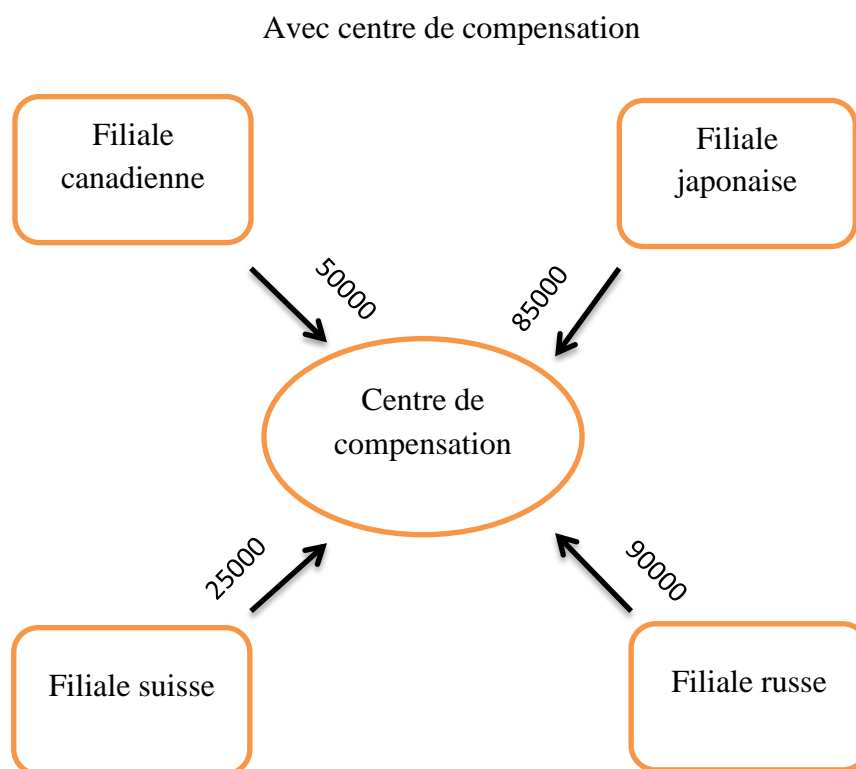 Avec centre de compensation
Filiale
canadienne
Filiale
japonaise
50000
85000
Centre de
compensation
25000
90000
Filiale suisse
Filiale russe